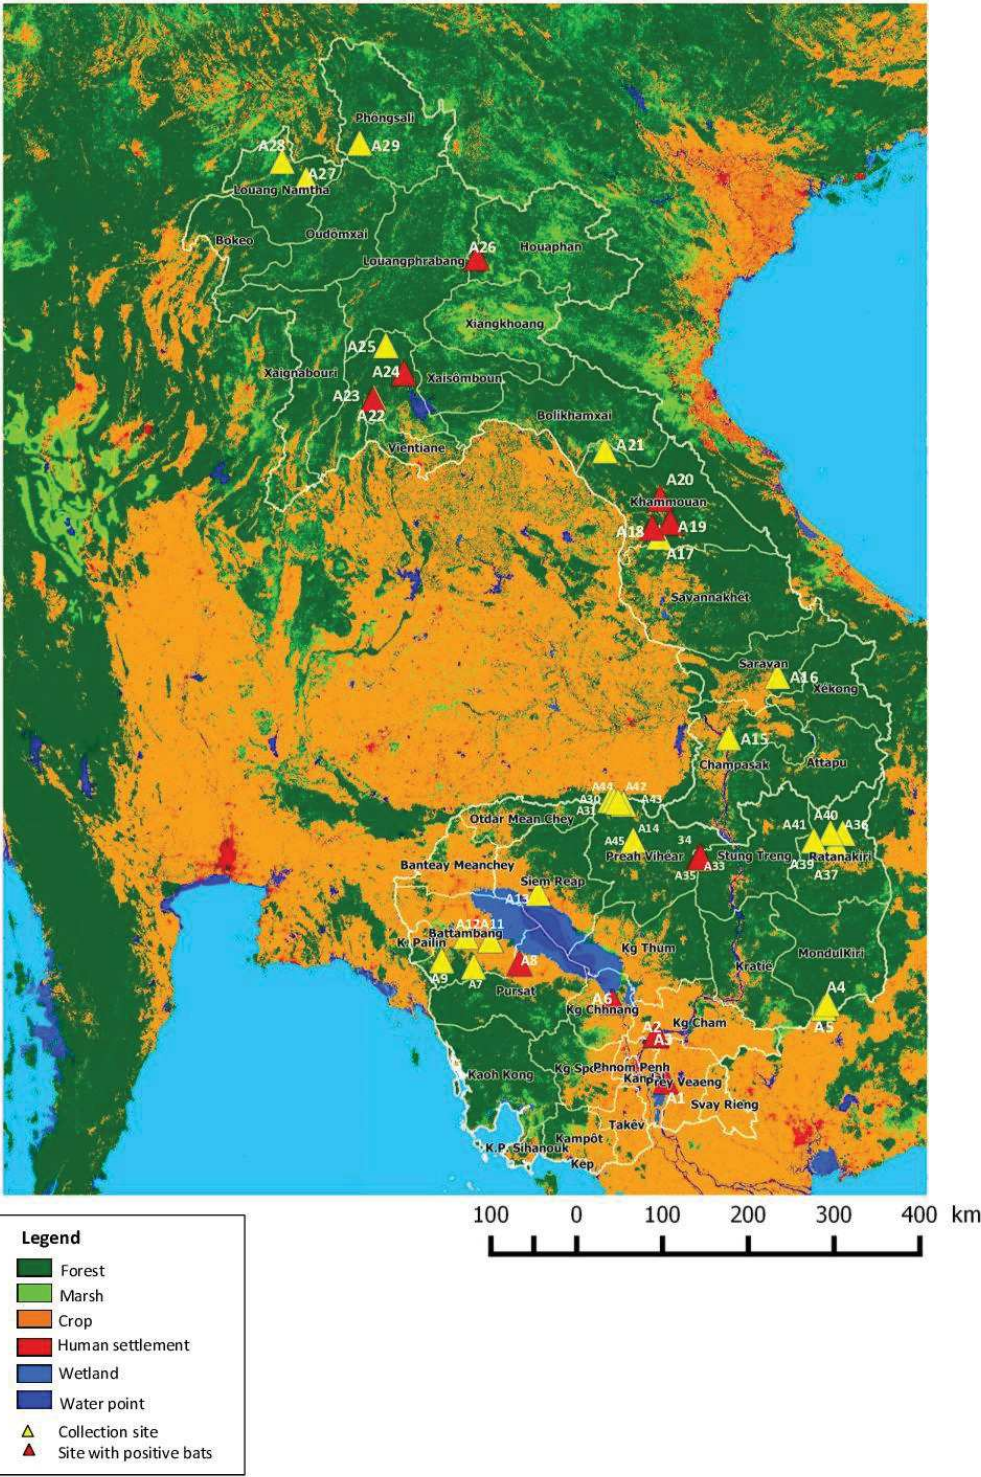 Phôngsali
A28
A29
A27
Louang Namtha
Bokeo
Oudomxai
A26
Houaphan
Louangphrabang
Xiangkhoang
A25
Xaignabouri
A24
Xaisômboun
A23
A22
Bolikhamxai
Vientiane
A21
A20
Khammouan
A18
A19
A17
Savannakhét
Saravan
A16
Xékong
A15
Champasak
Attapu
A44
A42
A30
A43
A31
Otdar Mean Chey
A14
A45
34
A41
A40
A36
Preah Vihéar
Stung Treng
Ratanakiri
A33
A35
A39
A37
Banteay Meanchey
Siem Reap
A13
A12
A11
Battambang
K. Pailin
Kg Thum
A8
A9
A7
Pursat
Kratié
MondulKiri
A4
A5
A6
Kg Chhnang
A2
Kg Cham
A3
Kaoh Kong
Phnom Penh
Prey Veaeng
A1
Svay Rieng
Takêv
Kampôt
K.P. Sihanouk
Kep
100 0 100 200 300 400 km
Legend
Forest
Marsh
Crop
Human settlement
Wetland
Water point
Collection site
Site with positive bats